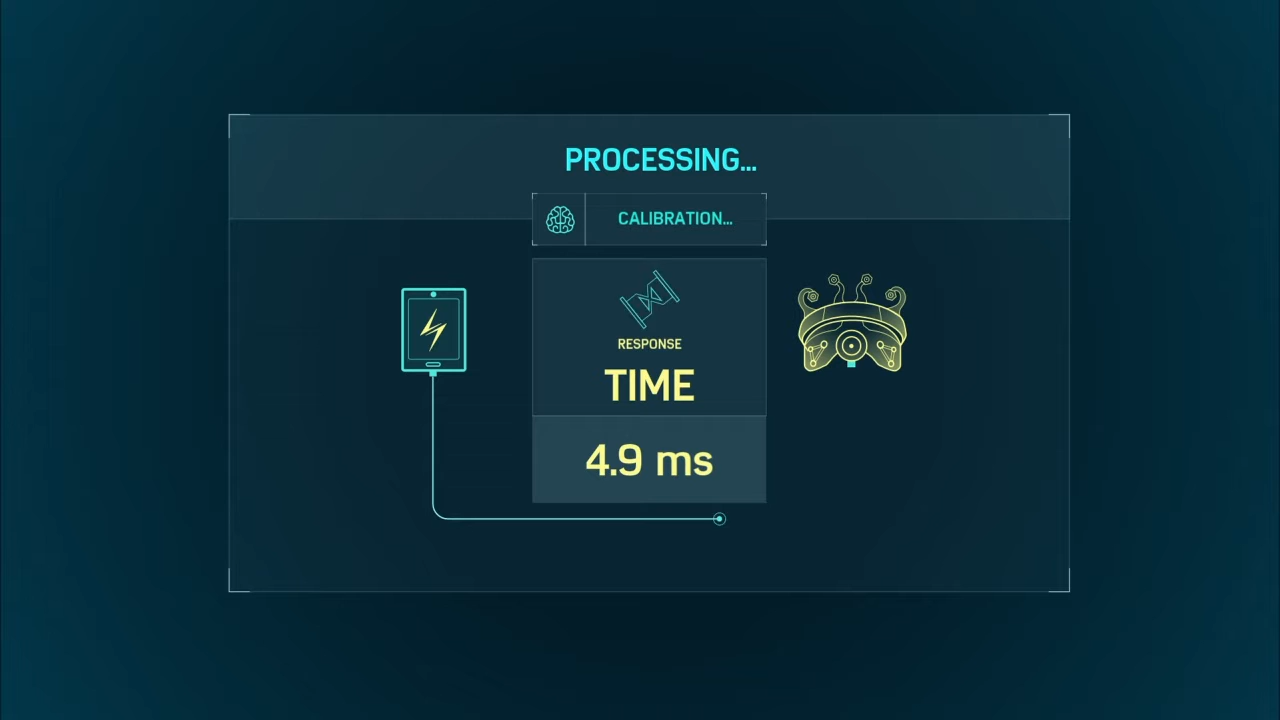 PROCESSING...
CALIBRATION...
RESPONSE
TIME
4.9 ms